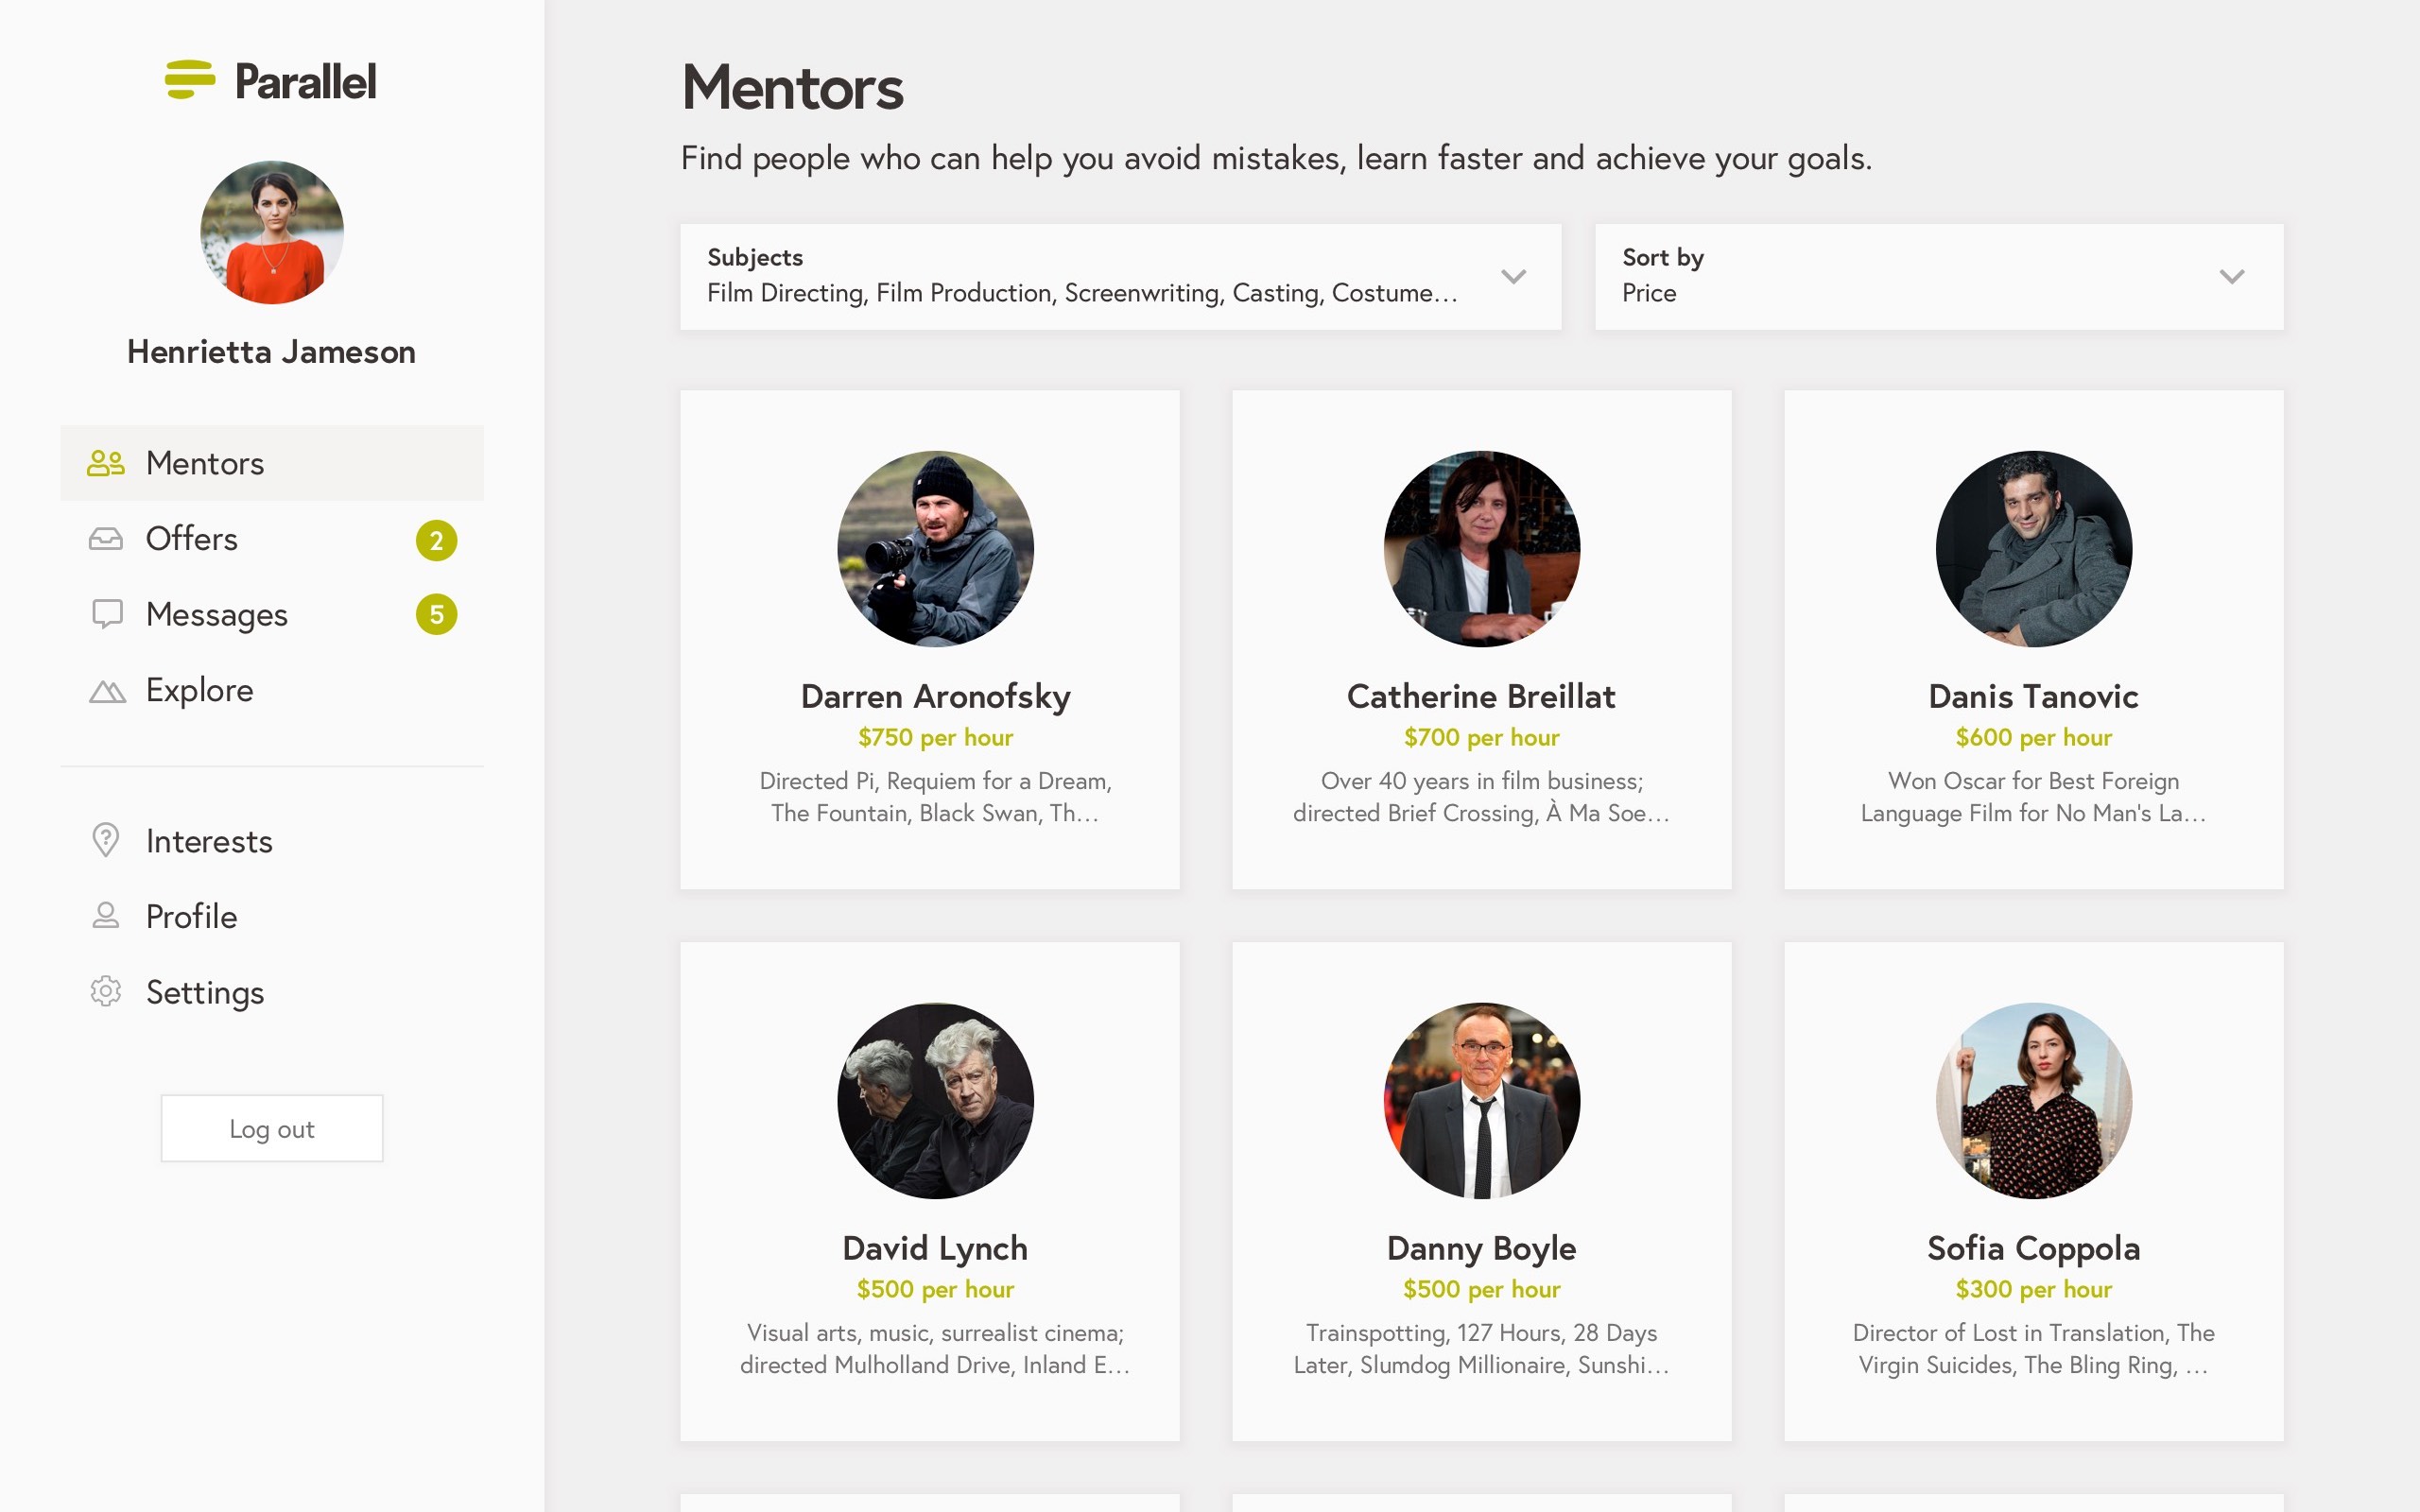 Parallel
Henrietta Jameson
Mentors
Offers 2
Messages 5
Explore
Interests
Profile
Settings
Log out
Mentors
Find people who can help you avoid mistakes, learn faster and achieve your goals.
Subjects
Film Directing, Film Production, Screenwriting, Casting, Costume...
Sort by
Price
Darren Aronofsky
$750 per hour
Directed Pi, Requiem for a Dream,
The Fountain, Black Swan, Th...
Catherine Breillat
$700 per hour
Over 40 years in film business;
directed Brief Crossing, À Ma Soe...
Danis Tanovic
$600 per hour
Won Oscar for Best Foreign
Language Film for No Man's La...
David Lynch
$500 per hour
Visual arts, music, surrealist cinema;
directed Mulholland Drive, Inland E...
Danny Boyle
$500 per hour
Trainspotting, 127 Hours, 28 Days
Later, Slumdog Millionaire, Sunshi...
Sofia Coppola
$300 per hour
Director of Lost in Translation, The
Virgin Suicides, The Bling Ring, ...